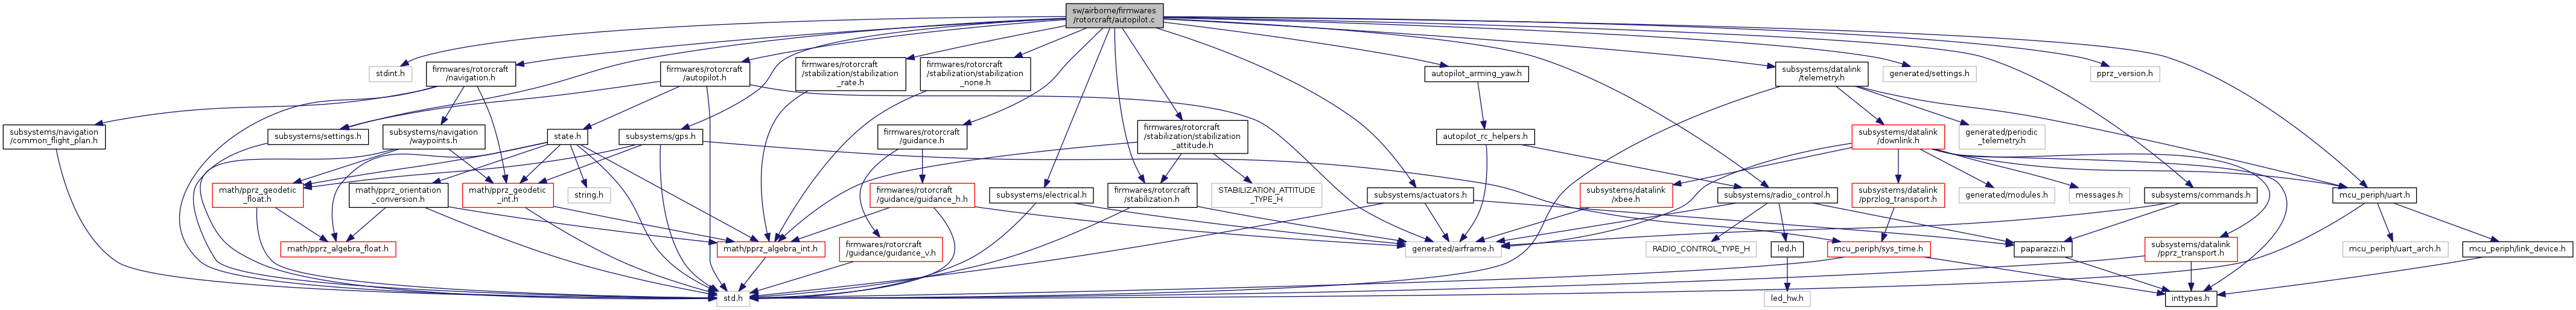 sw/airborne/firmwares
/rotorcraft/autopilot.c
stdint.h
firmwares/rotorcraft
/navigation.h
firmwares/rotorcraft
/autopilot.h
firmwares/rotorcraft
/stabilization/stabilization
_rate.h
firmwares/rotorcraft
/stabilization/stabilization
_none.h
autopilot_arming_yaw.h
subsystems/datalink
/telemetry.h
generated/settings.h
pprz_version.h
subsystems/navigation
/common_flight_plan.h
subsystems/settings.h
subsystems/navigation
/waypoints.h
state.h
subsystems/gps.h
firmwares/rotorcraft
/guidance.h
firmwares/rotorcraft
/stabilization/stabilization
_attitude.h
autopilot_rc_helpers.h
subsystems/datalink
/downlink.h
generated/periodic
_telemetry.h
math/pprz_geodetic
_float.h
math/pprz_orientation
_conversion.h
math/pprz_geodetic
_int.h
string.h
firmwares/rotorcraft
/guidance/guidance_h.h
subsystems/electrical.h
firmwares/rotorcraft
/stabilization.h
STABILIZATION_ATTITUDE
_TYPE_H
subsystems/actuators.h
subsystems/datalink
/xbee.h
subsystems/radio_control.h
subsystems/datalink
/pprzlog_transport.h
generated/modules.h
messages.h
subsystems/commands.h
mcu_periph/uart.h
math/pprz_algebra_float.h
math/pprz_algebra_int.h
firmwares/rotorcraft
/guidance/guidance_v.h
generated/airframe.h
RADIO_CONTROL_TYPE_H
led.h
mcu_periph/sys_time.h
paparazzi.h
subsystems/datalink
/pprz_transport.h
mcu_periph/uart_arch.h
mcu_periph/link_device.h
std.h
led_hw.h
inttypes.h